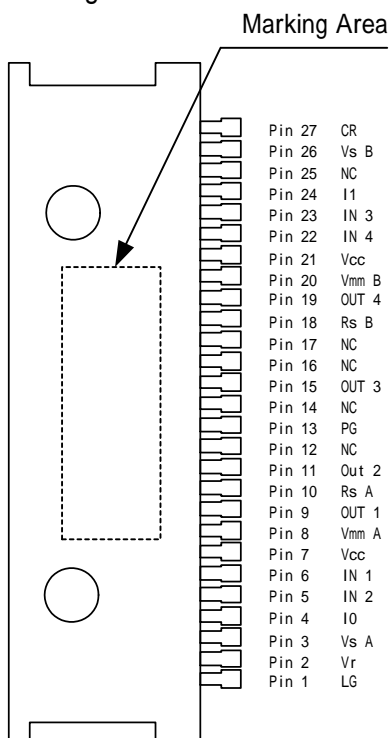 Marking Area
Pin 27 CR
Pin 26 Vs B
Pin 25 NC
Pin 24 I1
Pin 23 IN 3
Pin 22 IN 4
Pin 21 Vcc
Pin 20 Vmm B
Pin 19 OUT 4
Pin 18 Rs B
Pin 17 NC
Pin 16 NC
Pin 15 OUT 3
Pin 14 NC
Pin 13 PG
Pin 12 NC
Pin 11 Out 2
Pin 10 Rs A
Pin 9 OUT 1
Pin 8 Vmm A
Pin 7 Vcc
Pin 6 IN 1
Pin 5 IN 2
Pin 4 I0
Pin 3 Vs A
Pin 2 Vr
Pin 1 LG